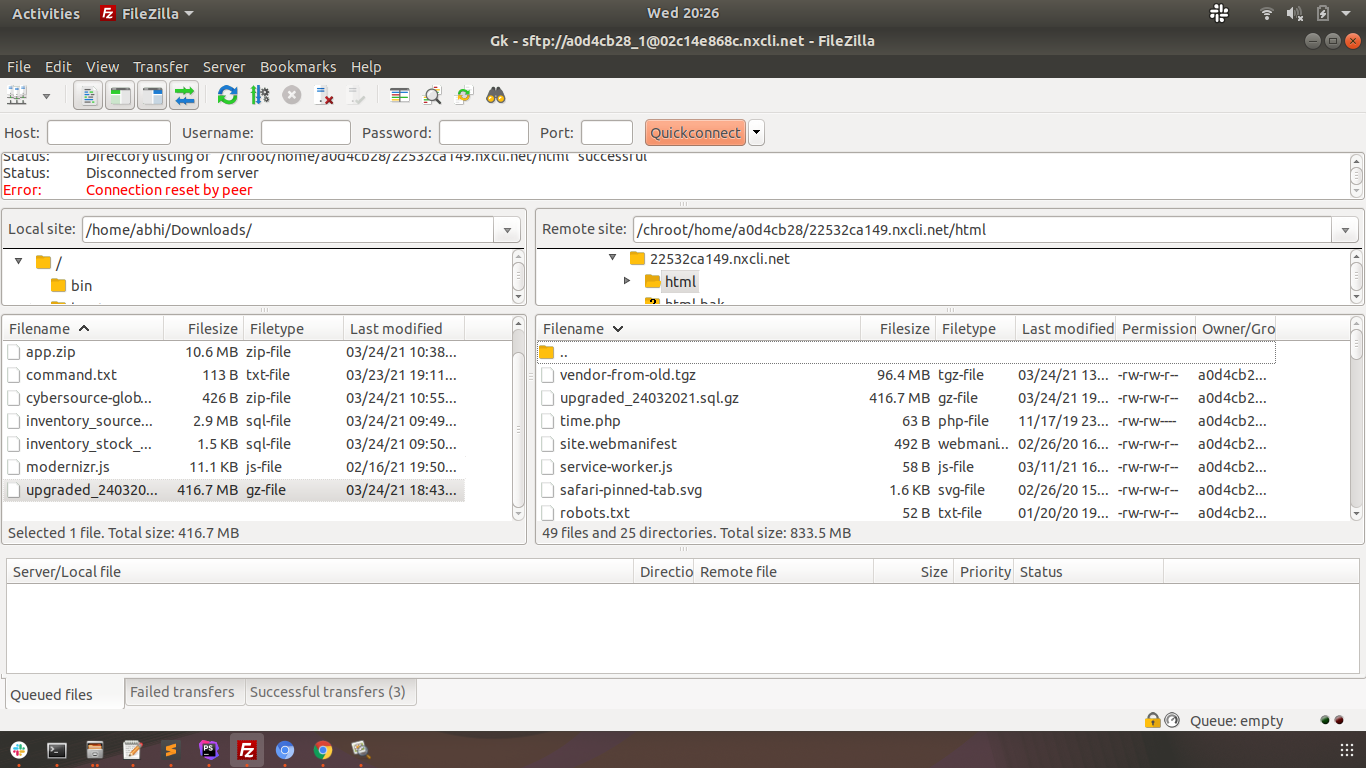 Activities FileZilla Wed 20:26
Gk - sftp://a0d4cb28_1@02c14e868c.nxcli.net - FileZilla
File Edit View Transfer Server Bookmarks Help
Host: Username: Password: Port: Quickconnect
Status: Directory listing of "/chroot/home/a0d4cb28/22532ca149.nxcli.net/html" successful
Status: Disconnected from server
Error: Connection reset by peer
Local site: /home/abhi/Downloads/
/
bin
Remote site: /chroot/home/a0d4cb28/22532ca149.nxcli.net/html
22532ca149.nxcli.net
html
html.bak
Filename Filesize Filetype Last modified
app.zip 10.6 MB zip-file 03/24/21 10:38...
command.txt 113 B txt-file 03/23/21 19:11...
cybersource-glob... 426 B zip-file 03/24/21 10:55...
inventory_source... 2.9 MB sql-file 03/24/21 09:49...
inventory_stock_... 1.5 KB sql-file 03/24/21 09:50...
modernizr.js 11.1 KB js-file 02/16/21 19:50...
upgraded_240320... 416.7 MB gz-file 03/24/21 18:43...
Selected 1 file. Total size: 416.7 MB
Filename Filesize Filetype Last modified Permission Owner/Gro
..
vendor-from-old.tgz 96.4 MB tgz-file 03/24/21 13... -rw-rw-r-- a0d4cb2...
upgraded_24032021.sql.gz 416.7 MB gz-file 03/24/21 19... -rw-rw-r-- a0d4cb2...
time.php 63 B php-file 11/17/19 23... -rw-rw---- a0d4cb2...
site.webmanifest 492 B webmani... 02/26/20 16... -rw-rw-r-- a0d4cb2...
service-worker.js 58 B js-file 03/11/21 16... -rw-rw-r-- a0d4cb2...
safari-pinned-tab.svg 1.6 KB svg-file 02/26/20 15... -rw-rw-r-- a0d4cb2...
robots.txt 52 B txt-file 01/20/20 19... -rw-rw-r-- a0d4cb2...
49 files and 25 directories. Total size: 833.5 MB
Server/Local file Directio Remote file Size Priority Status
Queued files Failed transfers Successful transfers (3)
Queue: empty